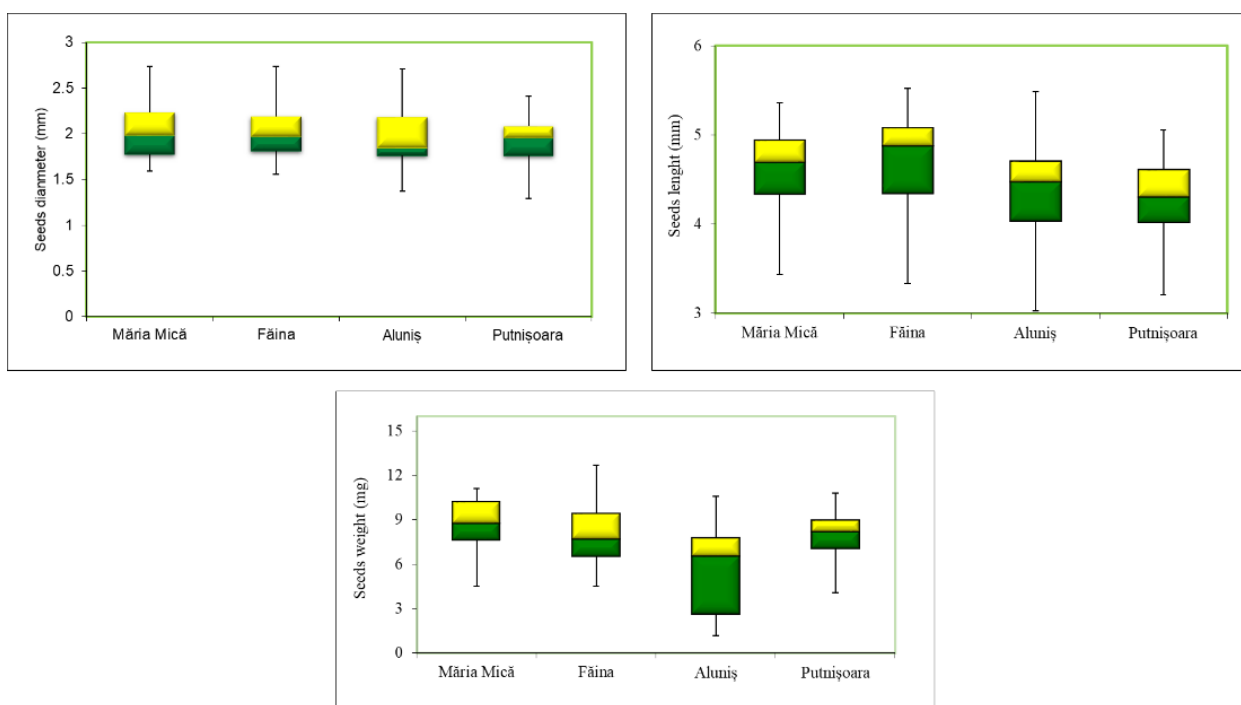 Seeds dianmeter (mm)
3
2.5
2
1.5
1
0.5
0
Măria Mică Făina Aluniș Putnișoara
Seeds lenght (mm)
6
5
4
3
Măria Mică Făina Aluniș Putnișoara
Seeds weight (mg)
15
12
9
6
3
0
Măria Mică Făina Aluniș Putnișoara